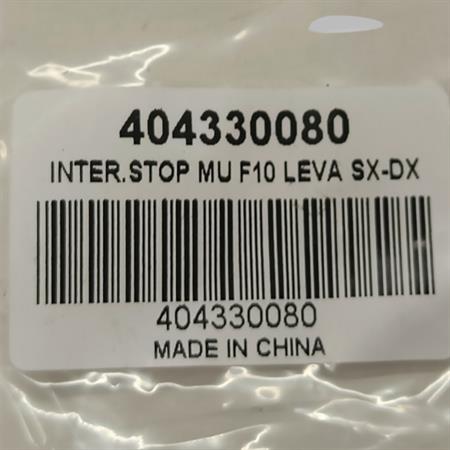 404330080
INTER.STOP MU F10 LEVA SX-DX
404330080
MADE IN CHINA